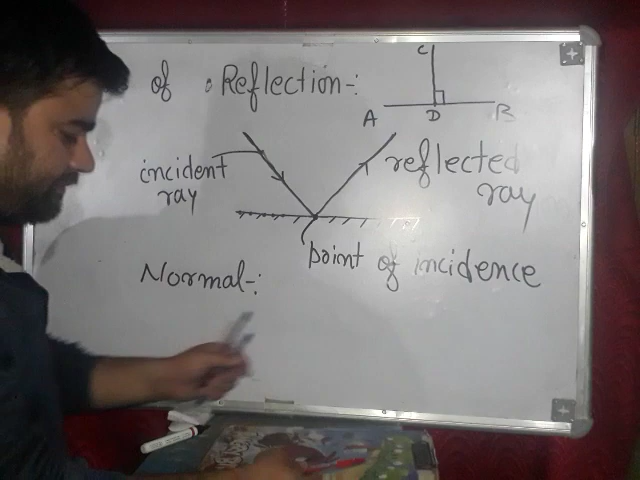 of Reflection-:
C
A D B
incident
ray
reflected
ray
point of incidence
Normal-: